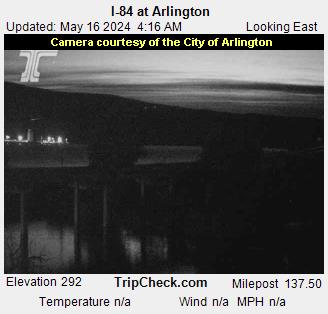 I-84 at Arlington
Updated: May 16 2024 4:16 AM Looking East
Camera courtesy of the City of Arlington
Elevation 292 TripCheck.com Milepost 137.50
Temperature n/a Wind n/a MPH n/a